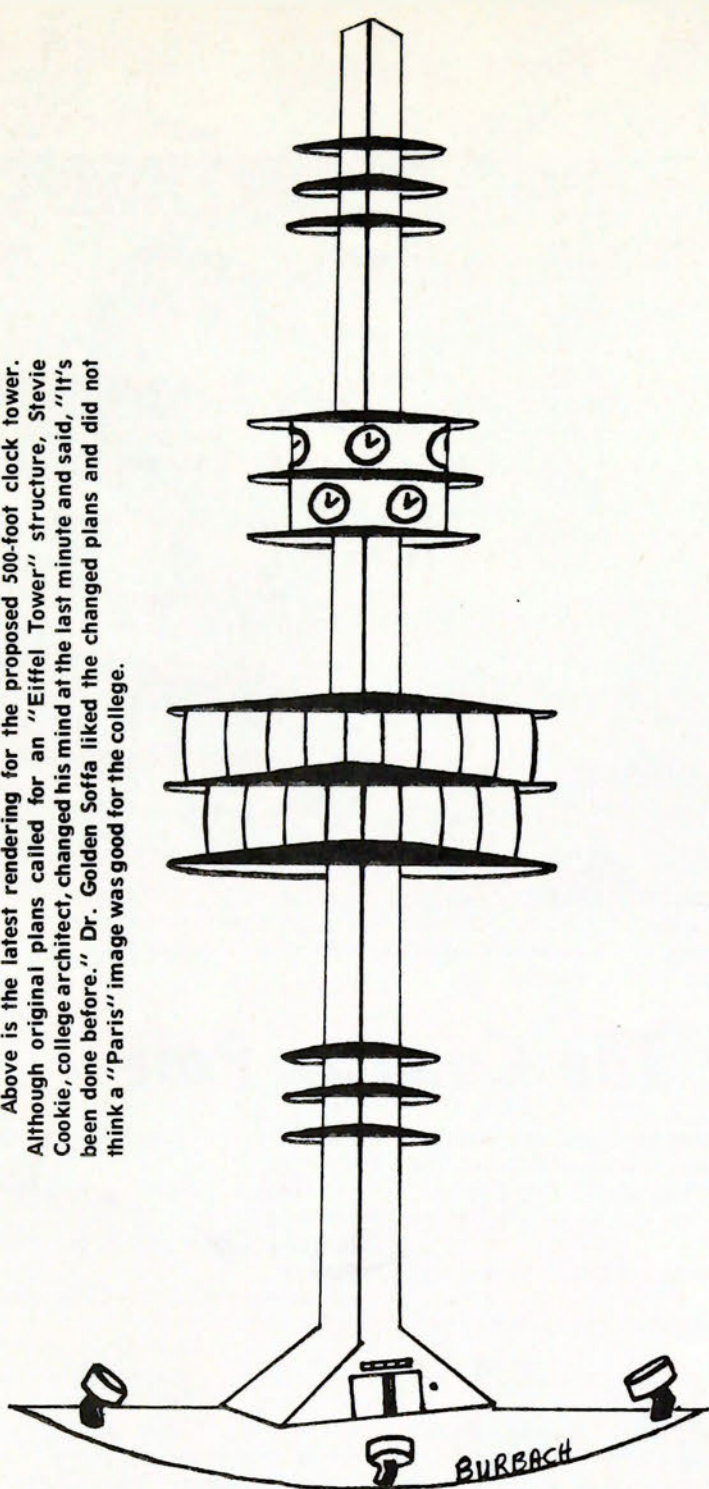 Above is the latest rendering for the proposed 500-foot clock tower.
Although original plans called for an "Eiffel Tower" structure, Stevie
Cookie, college architect, changed his mind at the last minute and said, "It's
been done before." Dr. Golden Soffa liked the changed plans and did not
think a "Paris" image was good for the college.
BURBACH